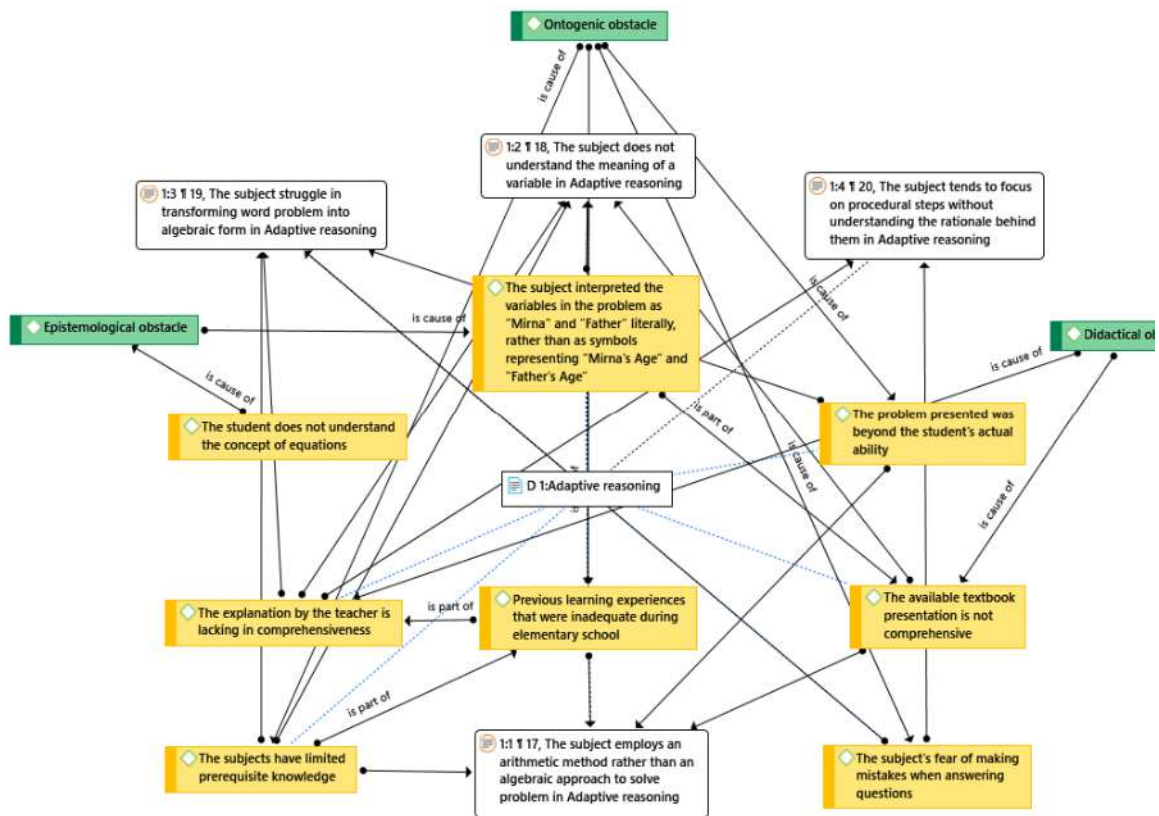 Ontogenic obstacle
is cause of
1:2 ¶ 18, The subject does not
understand the meaning of a
variable in Adaptive reasoning
1:3 ¶ 19, The subject struggle in
transforming word problem into
algebraic form in Adaptive reasoning
1:4 ¶ 20, The subject tends to focus
on procedural steps without
understanding the rationale behind
them in Adaptive reasoning
The subject interpreted the
variables in the problem as
"Mirna" and "Father" literally,
rather than as symbols
representing "Mirna's Age" and
"Father's Age"
is cause of
Epistemological obstacle
is cause of
Didactical ob
is cause of
is cause of
The student does not understand
the concept of equations
is part of
The problem presented was
beyond the student's actual
ability
is cause of
is cause of
D 1:Adaptive reasoning
is cause of
The explanation by the teacher is
lacking in comprehensiveness
is part of
Previous learning experiences
that were inadequate during
elementary school
The available textbook
presentation is not
comprehensive
is part of
The subjects have limited
prerequisite knowledge
1:1 ¶ 17, The subject employs an
arithmetic method rather than an
algebraic approach to solve
problem in Adaptive reasoning
The subject's fear of making
mistakes when answering
questions